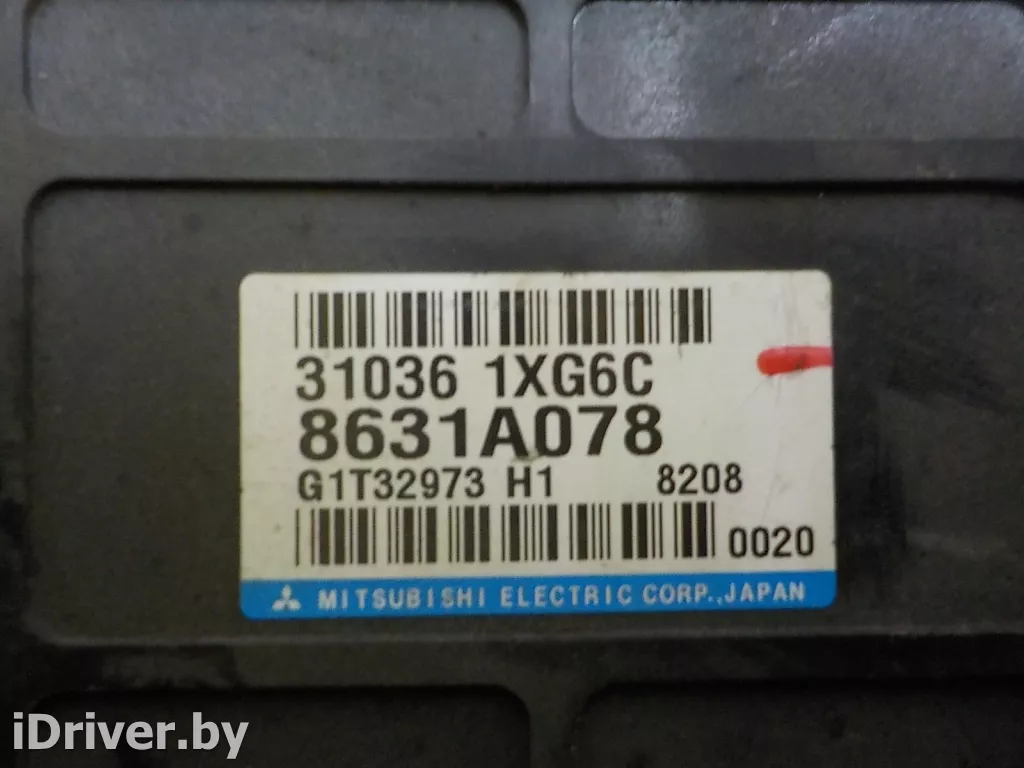 31036 1XG6C
8631A078
G1T32973 H1 8208
0020
MITSUBISHI ELECTRIC CORP.,JAPAN
iDriver.by